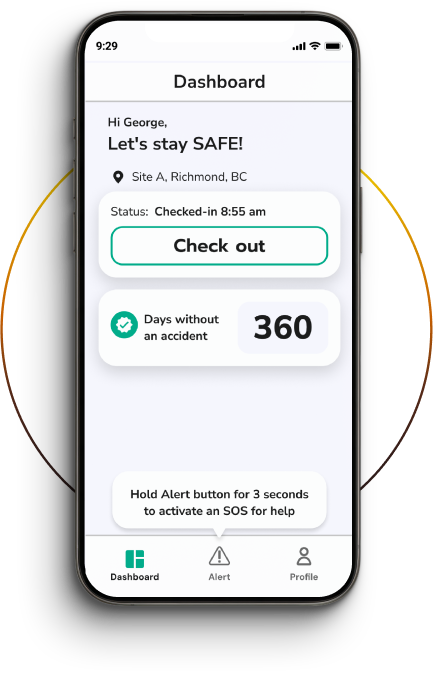 9:29
Dashboard
Hi George,
Let's stay SAFE!
Site A, Richmond, BC
Status: Checked-in 8:55 am
Check out
Days without
an accident
360
Hold Alert button for 3 seconds
to activate an SOS for help
Dashboard Alert Profile